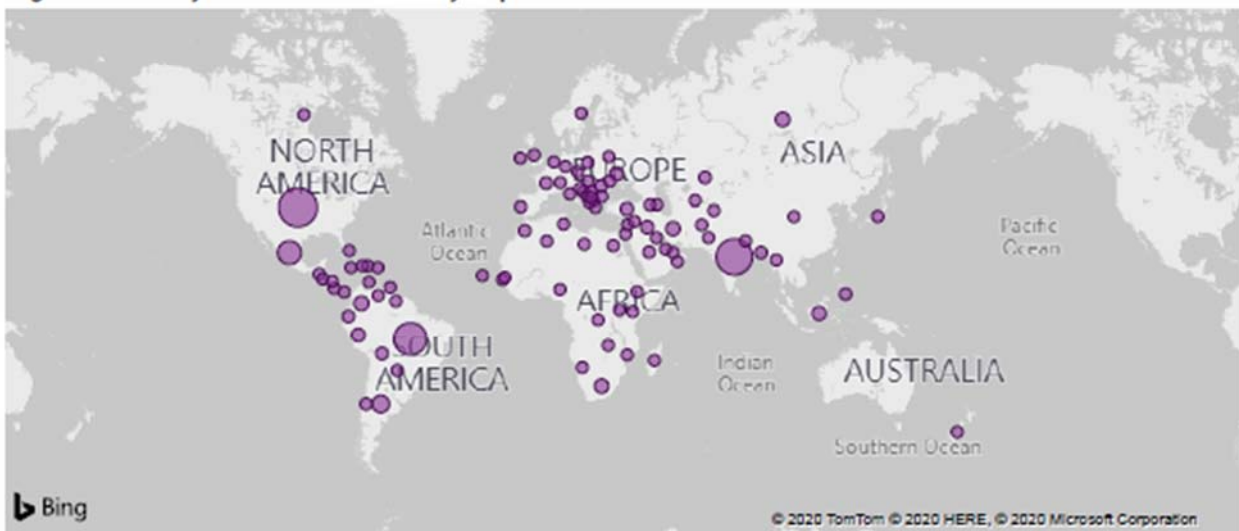 NORTH
AMERICA
EUROPE
ASIA
Atlantic
Ocean
Pacific
Ocean
AFRICA
SOUTH
AMERICA
Indian
Ocean
AUSTRALIA
Southern Ocean
Bing
© 2020 TomTom © 2020 HERE, © 2020 Microsoft Corporation